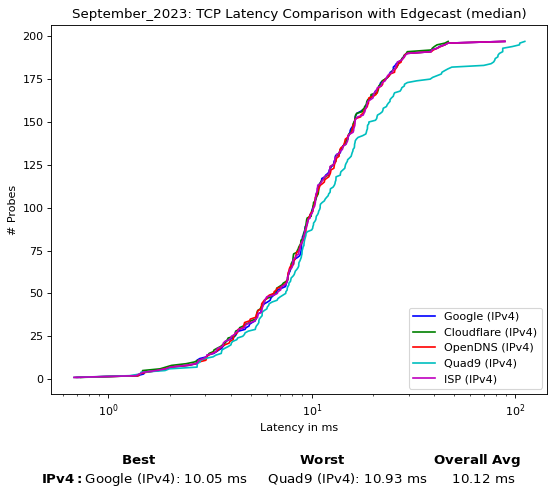 September_2023: TCP Latency Comparison with Edgecast (median)
200
175
150
125
100
75
50
25
0
# Probes
10⁰ 10¹ 10²
Latency in ms
Google (IPv4)
Cloudflare (IPv4)
OpenDNS (IPv4)
Quad9 (IPv4)
ISP (IPv4)
Best Worst Overall Avg
IPv4: Google (IPv4): 10.05 ms Quad9 (IPv4): 10.93 ms 10.12 ms